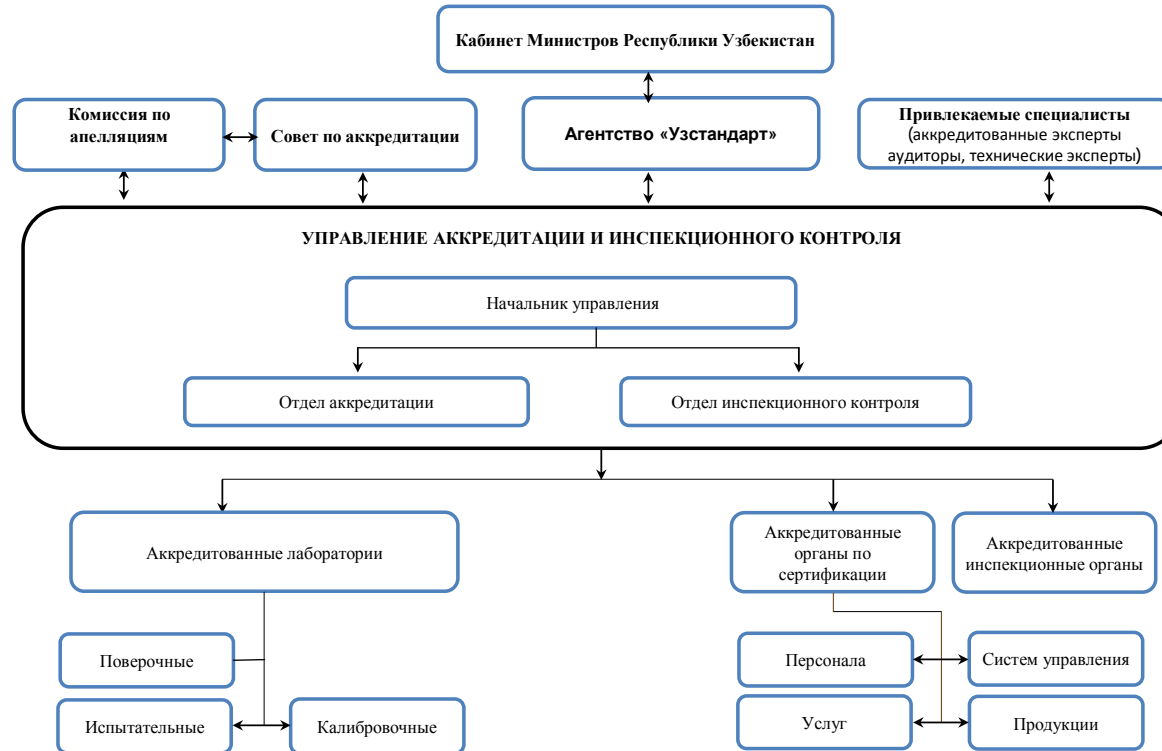 Кабинет Министров Республики Узбекистан
Комиссия по
апелляциям
Совет по аккредитации
Агентство «Узстандарт»
Привлекаемые специалисты
(аккредитованные эксперты
аудиторы, технические эксперты)
УПРАВЛЕНИЕ АККРЕДИТАЦИИ И ИНСПЕКЦИОННОГО КОНТРОЛЯ
Начальник управления
Отдел аккредитации
Отдел инспекционного контроля
Аккредитованные лаборатории
Аккредитованные
органы по
сертификации
Аккредитованные
инспекционные органы
Поверочные
Испытательные
Калибровочные
Персонала
Систем управления
Услуг
Продукции